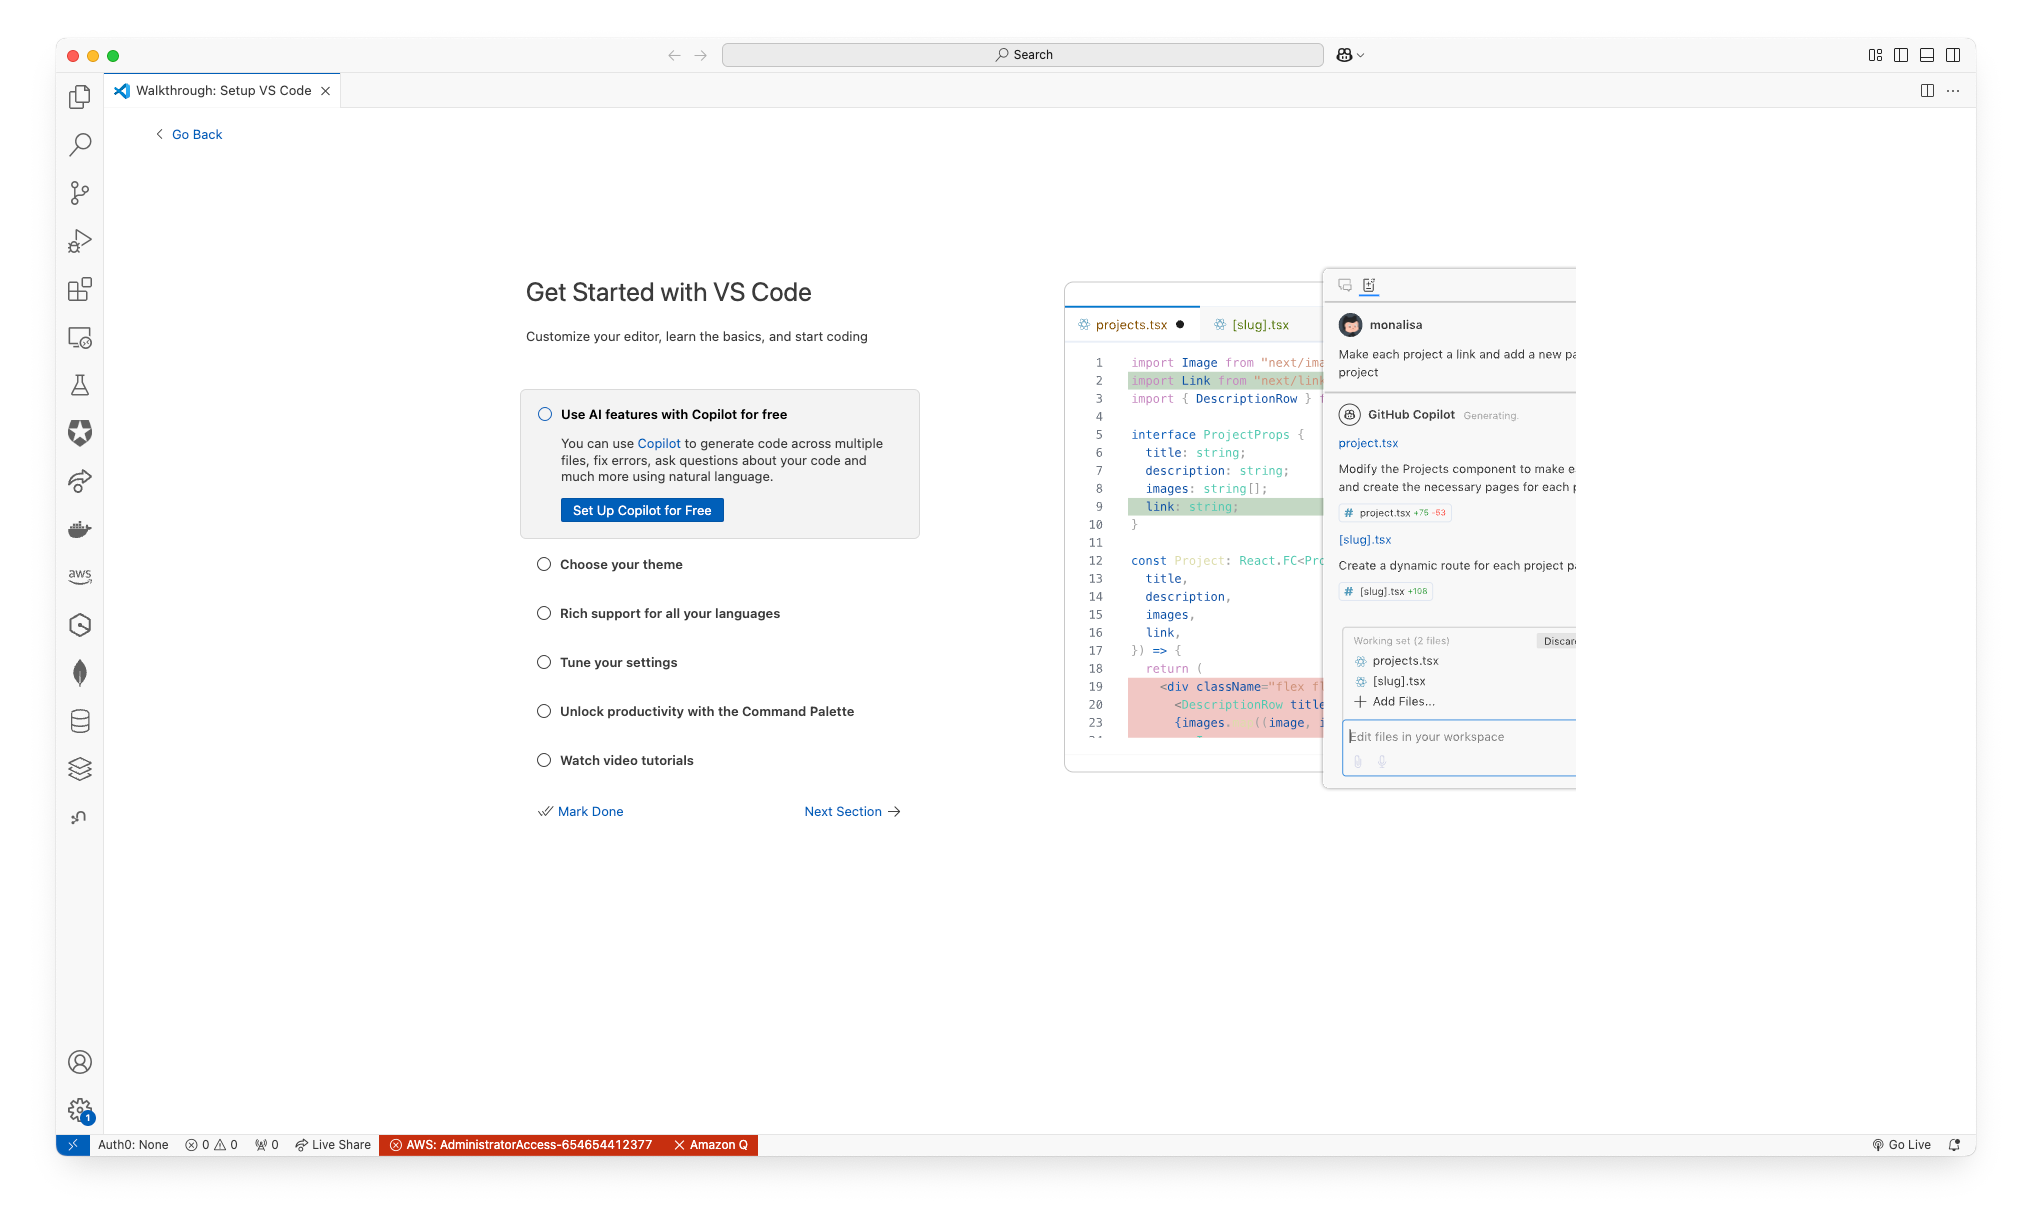 Search
Walkthrough: Setup VS Code
Go Back
Get Started with VS Code
Customize your editor, learn the basics, and start coding
Use AI features with Copilot for free
You can use Copilot to generate code across multiple
files, fix errors, ask questions about your code and
much more using natural language.
Set Up Copilot for Free
Choose your theme
Rich support for all your languages
Tune your settings
Unlock productivity with the Command Palette
Watch video tutorials
Mark Done
Next Section
projects.tsx
[slug].tsx
1 import Image from "next/ima
2 import Link from "next/link
3 import { DescriptionRow } f
4
5 interface ProjectProps {
6 title: string;
7 description: string;
8 images: string[];
9 link: string;
10 }
11
12 const Project: React.FC<Pro
13 title,
14 description,
15 images,
16 link,
17 }) => {
18 return (
19 <div className="flex fl
20 <DescriptionRow title
23 {images. ((image, i
monalisa
Make each project a link and add a new pa
project
GitHub Copilot Generating.
project.tsx
Modify the Projects component to make e
and create the necessary pages for each p
# project.tsx +75 -53
[slug].tsx
Create a dynamic route for each project pa
# [slug].tsx +108
Working set (2 files)
Discard
projects.tsx
[slug].tsx
Add Files...
Edit files in your workspace
aws
1
Auth0: None
0 0
0
Live Share
AWS: AdministratorAccess-654654412377
Amazon Q
Go Live